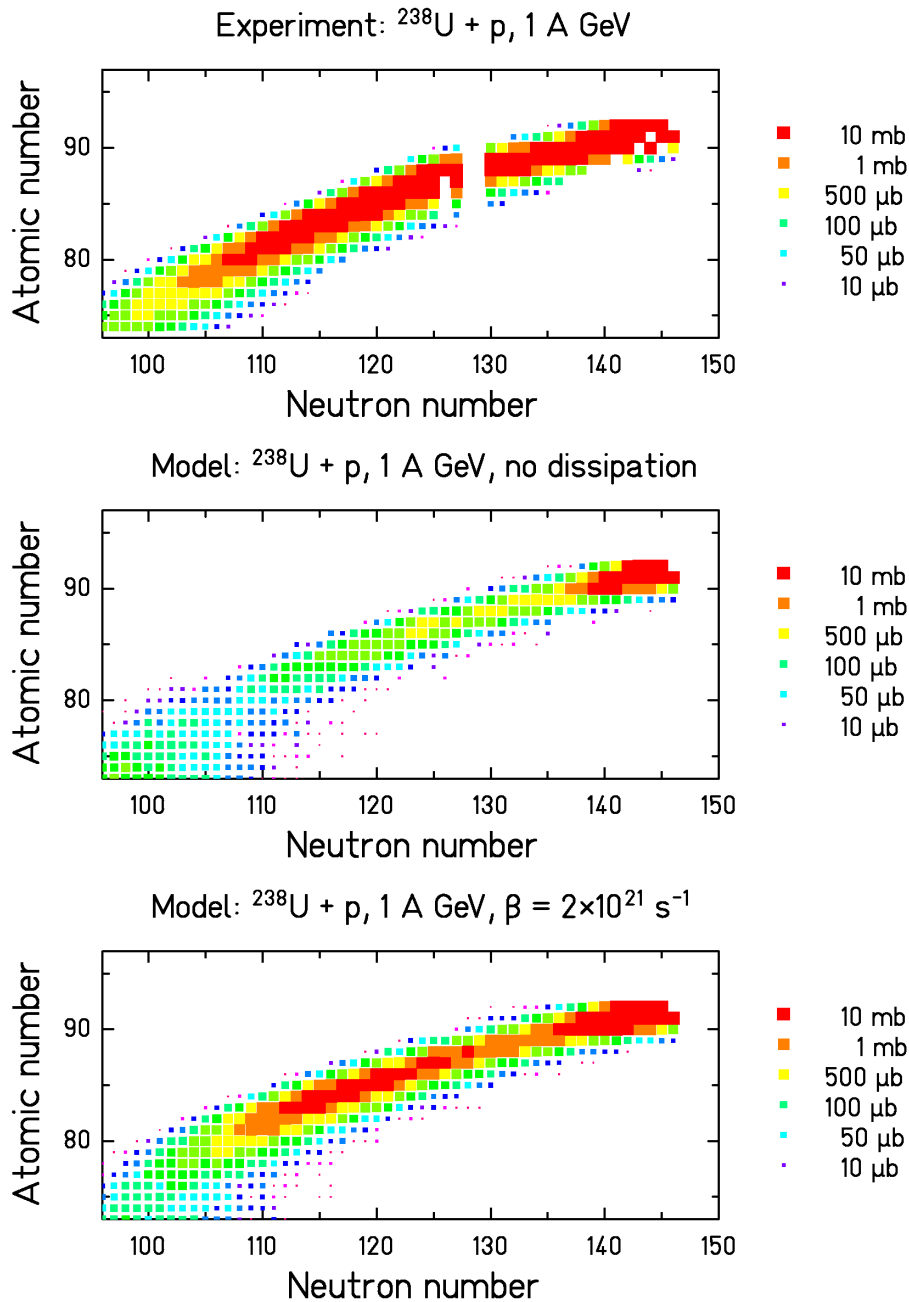 Experiment: ²³⁸U + p, 1 A GeV
Atomic number
90
80
100 110 120 130 140 150
Neutron number
10 mb
1 mb
500 µb
100 µb
50 µb
10 µb
Model: ²³⁸U + p, 1 A GeV, no dissipation
Atomic number
90
80
100 110 120 130 140 150
Neutron number
10 mb
1 mb
500 µb
100 µb
50 µb
10 µb
Model: ²³⁸U + p, 1 A GeV, β = 2×10²¹ s⁻¹
Atomic number
90
80
100 110 120 130 140 150
Neutron number
10 mb
1 mb
500 µb
100 µb
50 µb
10 µb